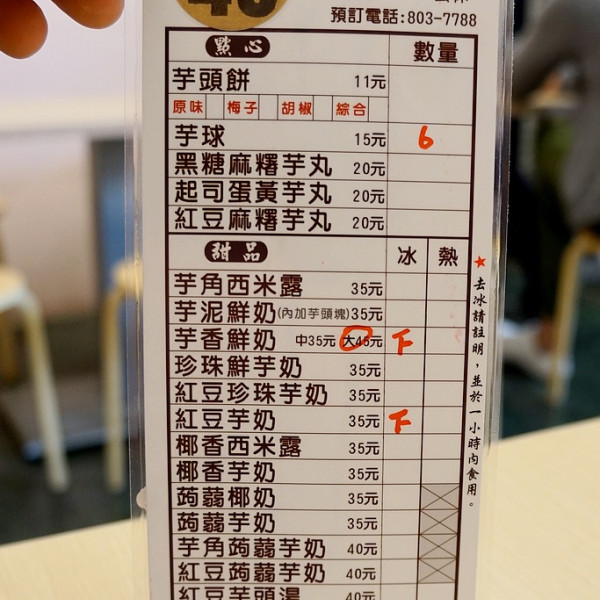 40
預訂電話:803-7788
點心 數量
芋頭餅 11元
原味 梅子 胡椒 綜合
芋球 15元 6
黑糖麻糬芋丸 20元
起司蛋黃芋丸 20元
紅豆麻糬芋丸 20元
甜品 冰 熱
芋角西米露 35元
芋泥鮮奶(內加芋頭塊)35元
芋香鮮奶 中35元 大45元 下
珍珠鮮芋奶 35元
紅豆珍珠芋奶 35元
紅豆芋奶 35元 下
椰香西米露 35元
椰香芋奶 35元
蒟蒻椰奶 35元
蒟蒻芋奶 35元
芋角蒟蒻芋奶 40元
紅豆蒟蒻芋奶 40元
紅豆芋頭湯
★去冰請註明，並於一小時內食用。